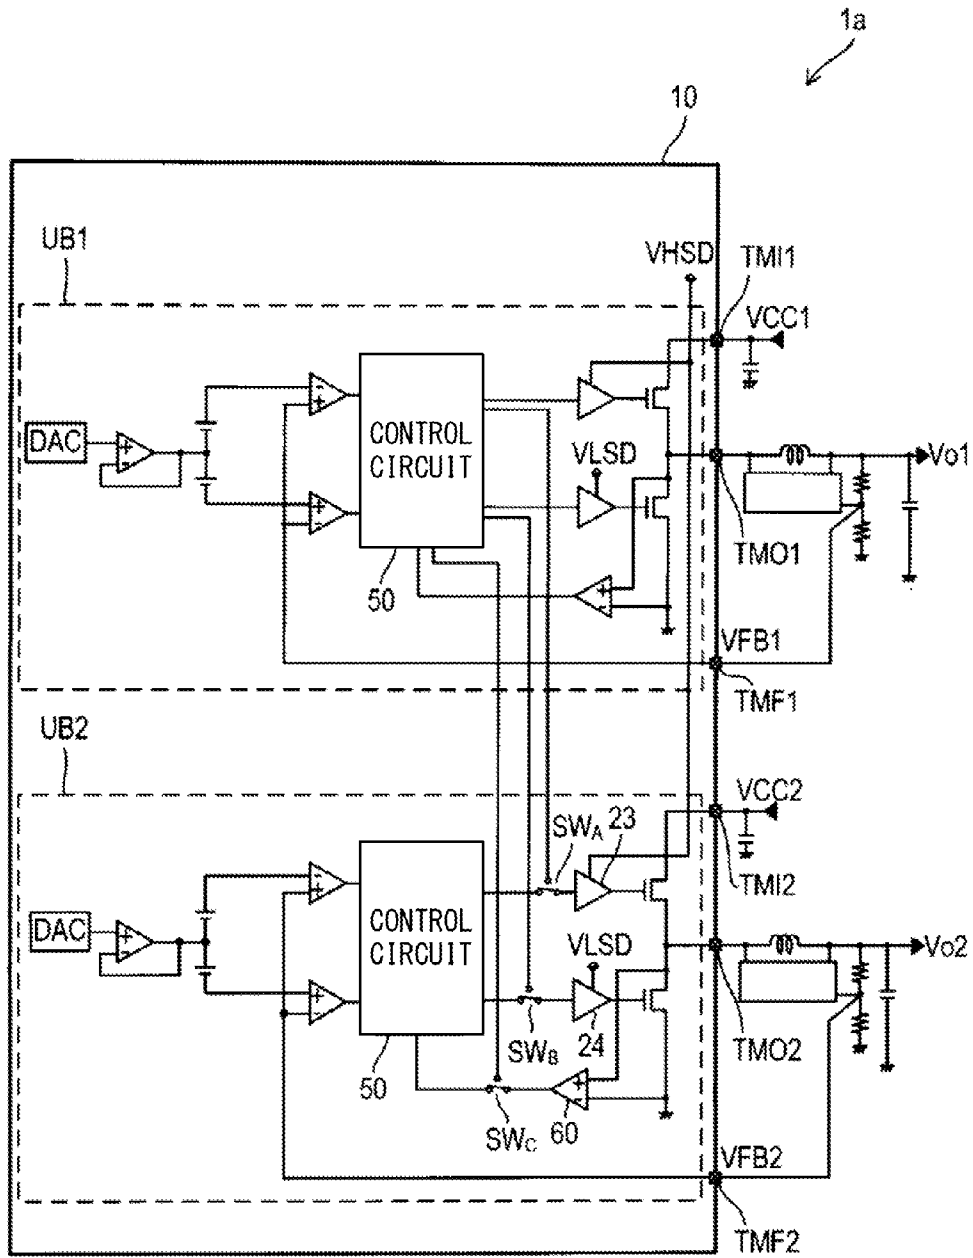 1a
10
UB1
VHSD
TMI1
VCC1
DAC
CONTROL
CIRCUIT
VLSD
Vo1
TMO1
50
VFB1
TMF1
UB2
VCC2
SWA
23
TMI2
DAC
CONTROL
CIRCUIT
VLSD
Vo2
SWB
24
TMO2
50
SWC
60
VFB2
TMF2